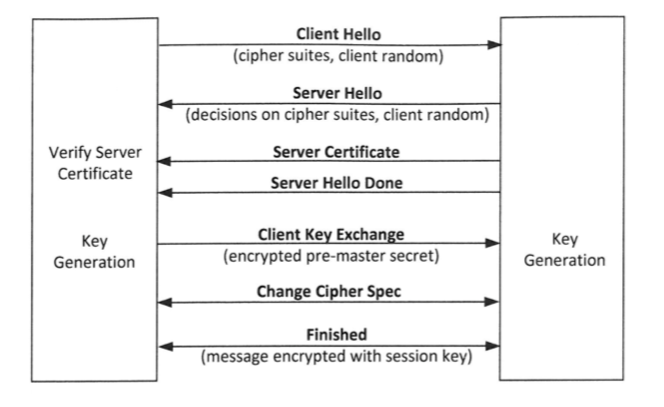 Client Hello
(cipher suites, client random)
Server Hello
(decisions on cipher suites, client random)
Verify Server
Certificate
Server Certificate
Server Hello Done
Key
Generation
Client Key Exchange
(encrypted pre-master secret)
Key
Generation
Change Cipher Spec
Finished
(message encrypted with session key)